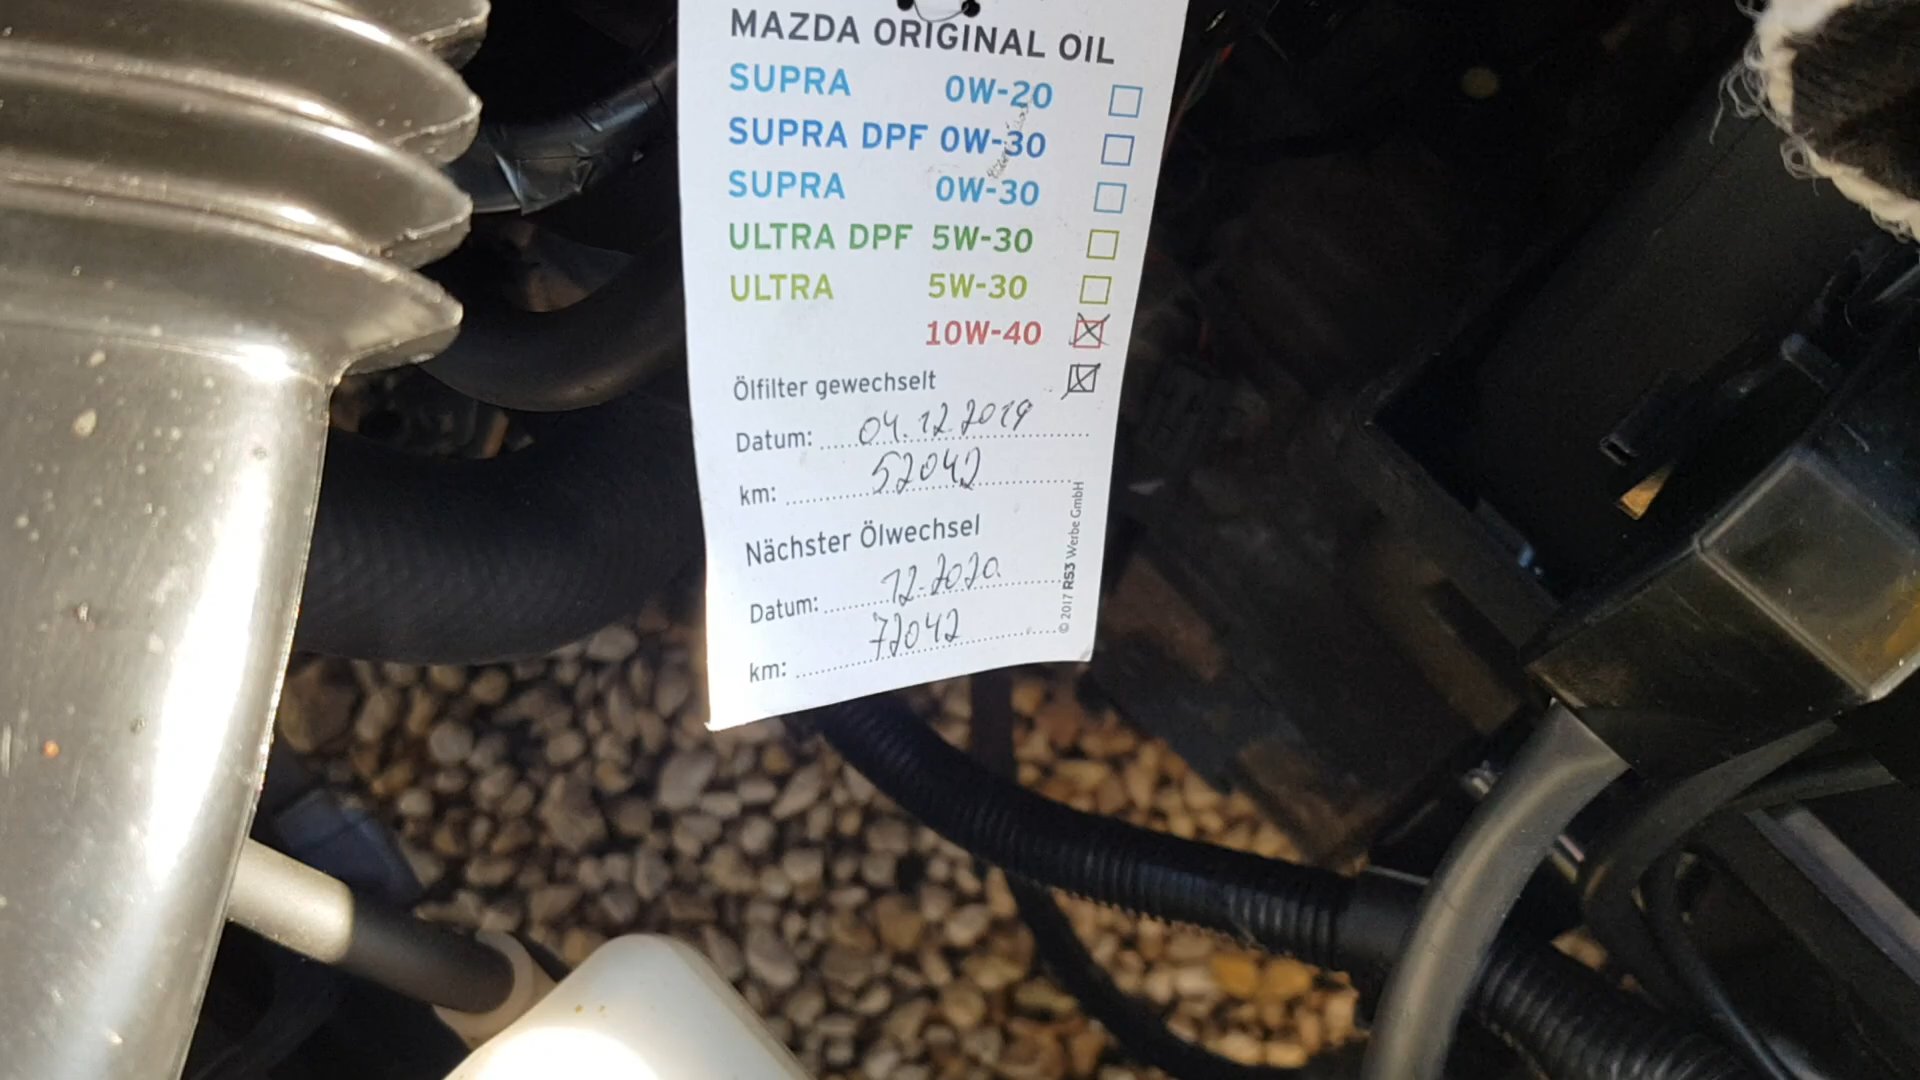 MAZDA ORIGINAL OIL
SUPRA 0W-20
SUPRA DPF 0W-30
SUPRA 0W-30
ULTRA DPF 5W-30
ULTRA 5W-30
10W-40
Ölfilter gewechselt
Datum: 04.12.2019
km: 52042
Nächster Ölwechsel
Datum: 12.2020.
km: 72042
© 2017 RS3 Werbe GmbH